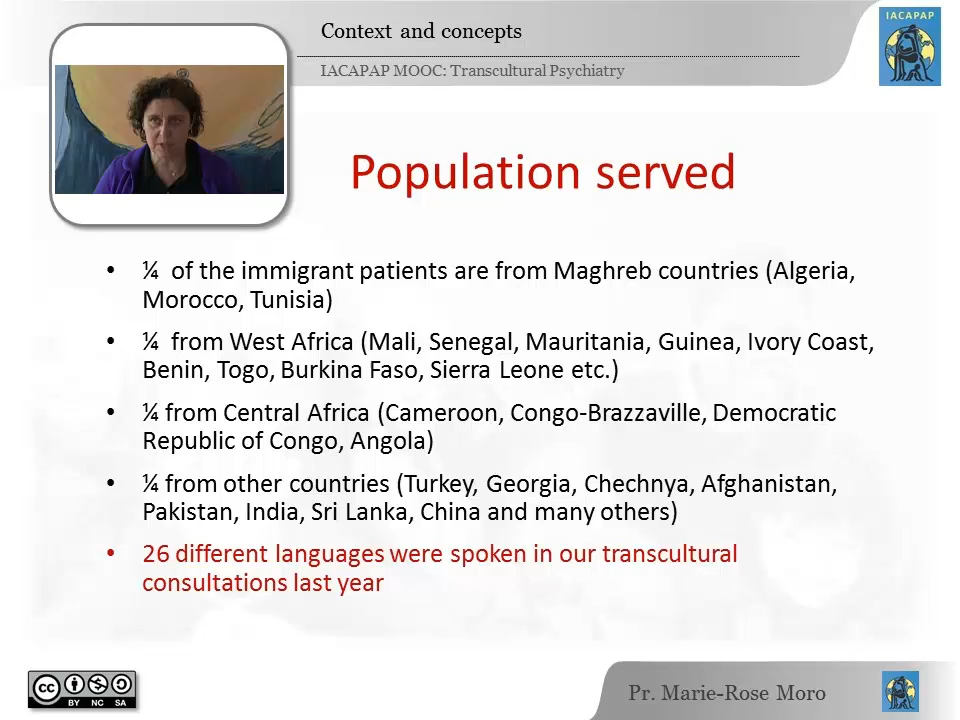 Context and concepts
IACAPAP MOOC: Transcultural Psychiatry
IACAPAP
Population served
• ¼ of the immigrant patients are from Maghreb countries (Algeria,
Morocco, Tunisia)
• ¼ from West Africa (Mali, Senegal, Mauritania, Guinea, Ivory Coast,
Benin, Togo, Burkina Faso, Sierra Leone etc.)
• ¼ from Central Africa (Cameroon, Congo-Brazzaville, Democratic
Republic of Congo, Angola)
• ¼ from other countries (Turkey, Georgia, Chechnya, Afghanistan,
Pakistan, India, Sri Lanka, China and many others)
• 26 different languages were spoken in our transcultural
consultations last year
cc
BY NC SA
Pr. Marie-Rose Moro